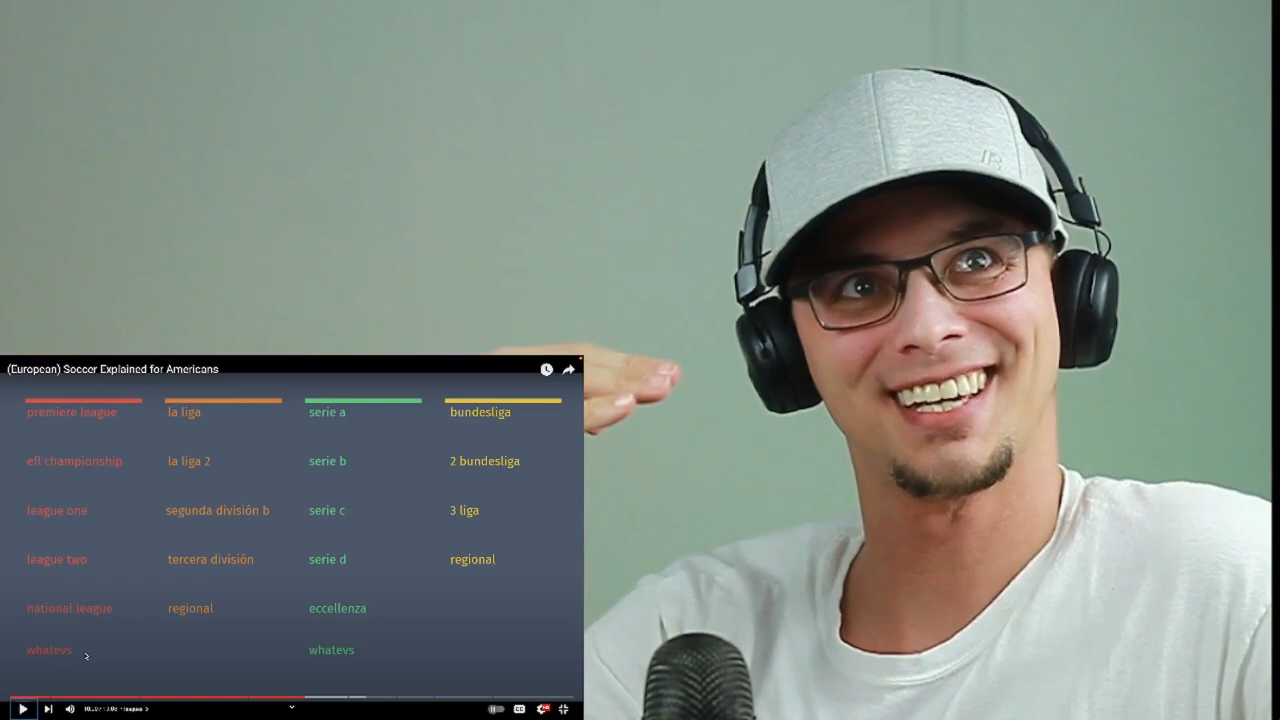 (European) Soccer Explained for Americans
premiere league la liga serie a bundesliga
efl championship la liga 2 serie b 2 bundesliga
league one segunda división b serie c 3 liga
league two tercera división serie d regional
national league regional eccellenza
whatevs whatevs
CC